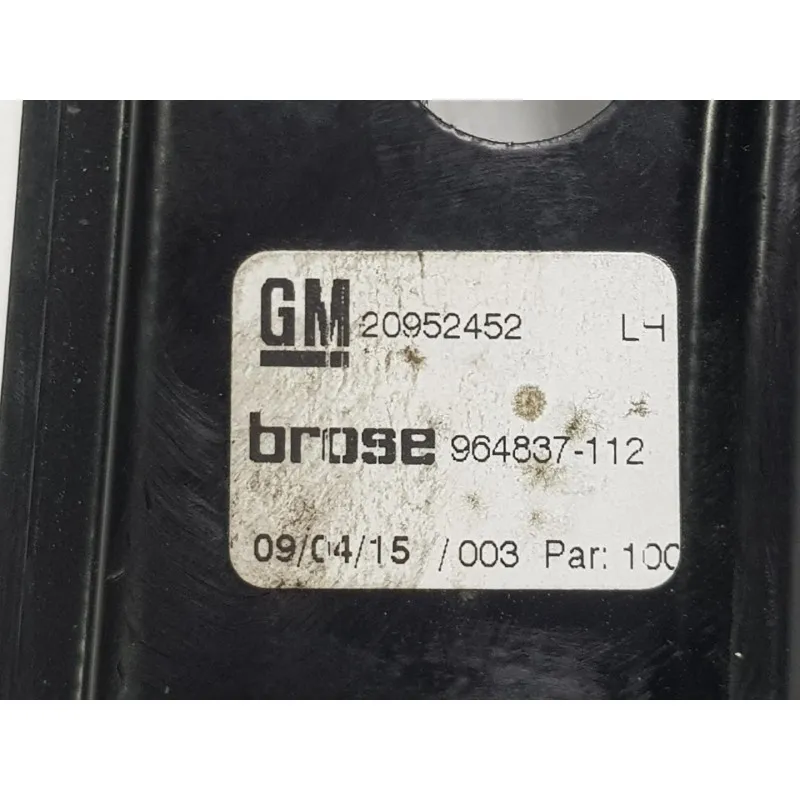 GM 20952452 LH
brose 964837-112
09/04/15 /003 Par: 100